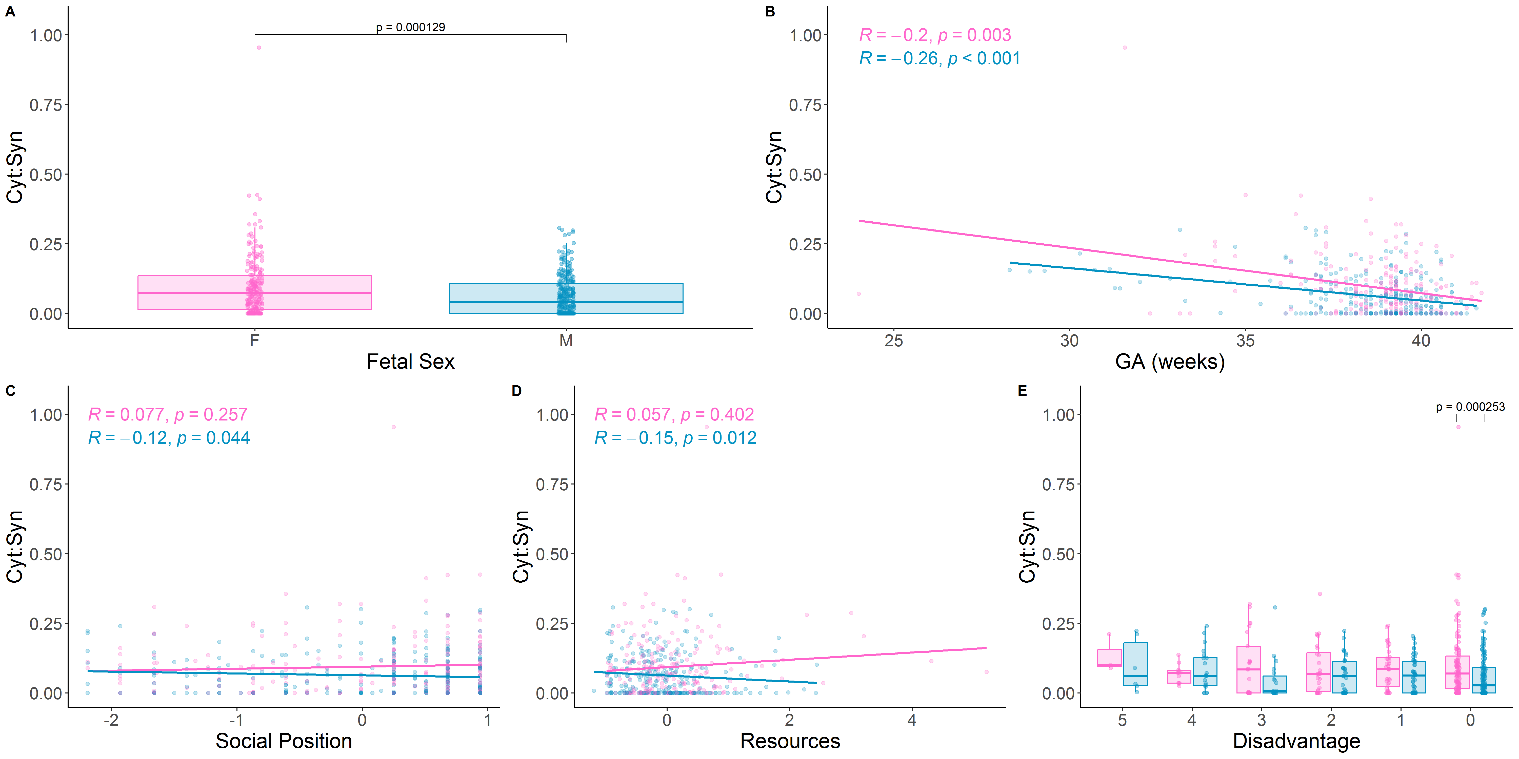 A
p = 0.000129
1.00
0.75
0.50
0.25
0.00
Cyt:Syn
F
M
Fetal Sex
B
R = −0.2, p = 0.003
R = −0.26, p < 0.001
1.00
0.75
0.50
0.25
0.00
Cyt:Syn
25
30
35
40
GA (weeks)
C
R = 0.077, p = 0.257
R = −0.12, p = 0.044
1.00
0.75
0.50
0.25
0.00
Cyt:Syn
-2
-1
0
1
Social Position
D
R = 0.057, p = 0.402
R = −0.15, p = 0.012
1.00
0.75
0.50
0.25
0.00
Cyt:Syn
0
2
4
Resources
E
p = 0.000253
1.00
0.75
0.50
0.25
0.00
Cyt:Syn
5
4
3
2
1
0
Disadvantage